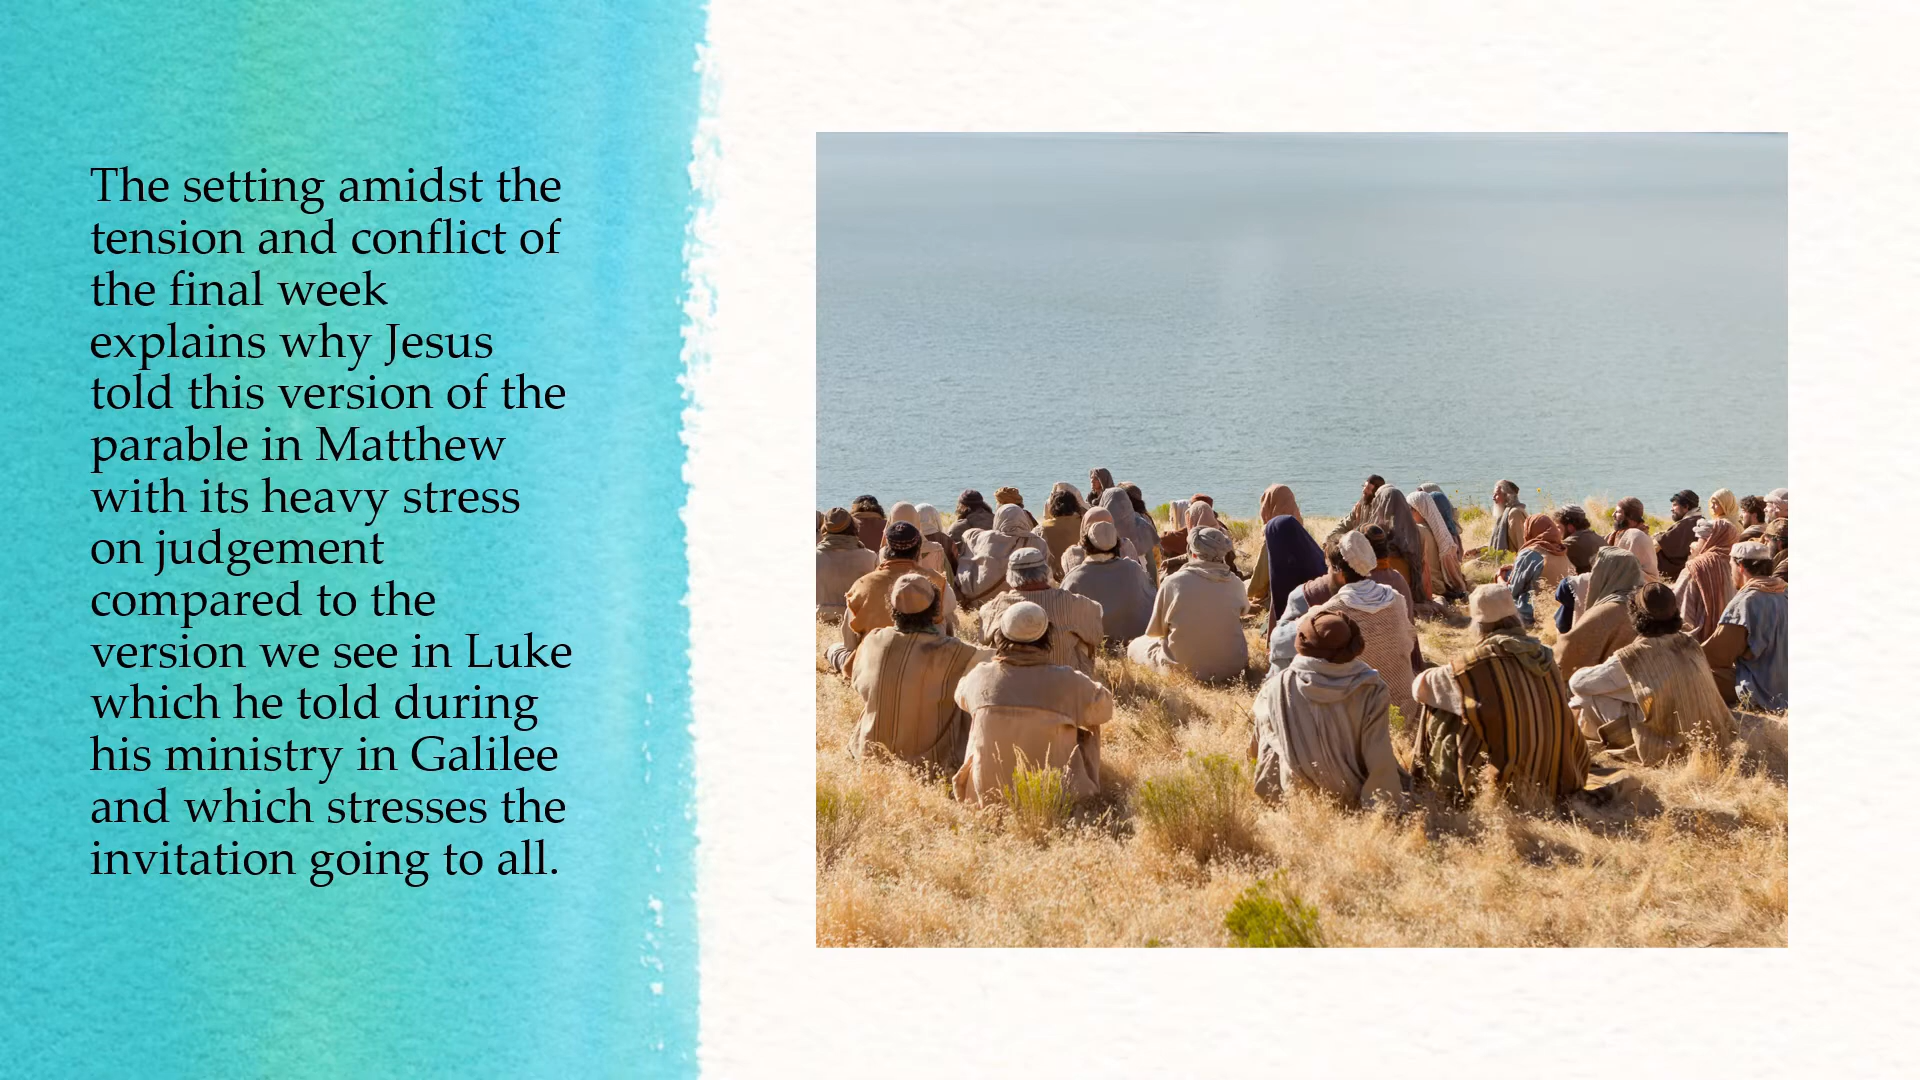 The setting amidst the
tension and conflict of
the final week
explains why Jesus
told this version of the
parable in Matthew
with its heavy stress
on judgement
compared to the
version we see in Luke
which he told during
his ministry in Galilee
and which stresses the
invitation going to all.